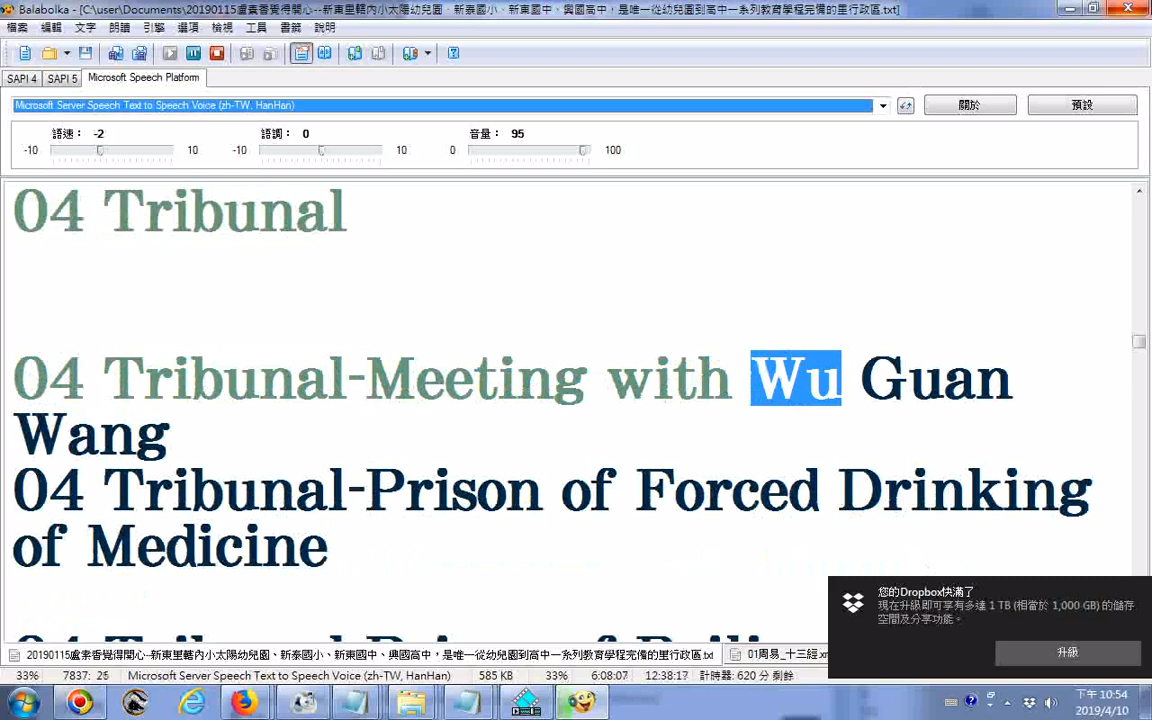 Balabolka - [C:\user\Documents\20190115盧素香覺得開心--新東里轄內小太陽幼兒園、新泰國小、新東國中、興國高中，是唯一從幼兒園到高中一系列教育學程完備的里行政區.txt]
檔案 編輯 文字 朗讀 引擎 選項 檢視 工具 書籤 說明
SAPI 4 SAPI 5 Microsoft Speech Platform
Microsoft Server Speech Text to Speech Voice (zh-TW, HanHan) 關於 預設
語速： -2 語調： 0 音量： 95
-10 10 -10 10 0 100
04 Tribunal
04 Tribunal-Meeting with Wu Guan
Wang
04 Tribunal-Prison of Forced Drinking
of Medicine
您的Dropbox快滿了
現在升級即可享有多達 1 TB (相當於 1,000 GB) 的儲存
空間及分享功能。
升級
20190115盧素香覺得開心--新東里轄內小太陽幼兒園、新泰國小、新東國中、興國高中，是唯一從幼兒園到高中一系列教育學程完備的里行政區.txt 01周易_十三經
33% 7837: 26 Microsoft Server Speech Text to Speech Voice (zh-TW, HanHan) 585 KB 33% 6:08:07 12:38:17 計時器: 620 分 剩餘
下午 10:54
2019/4/10